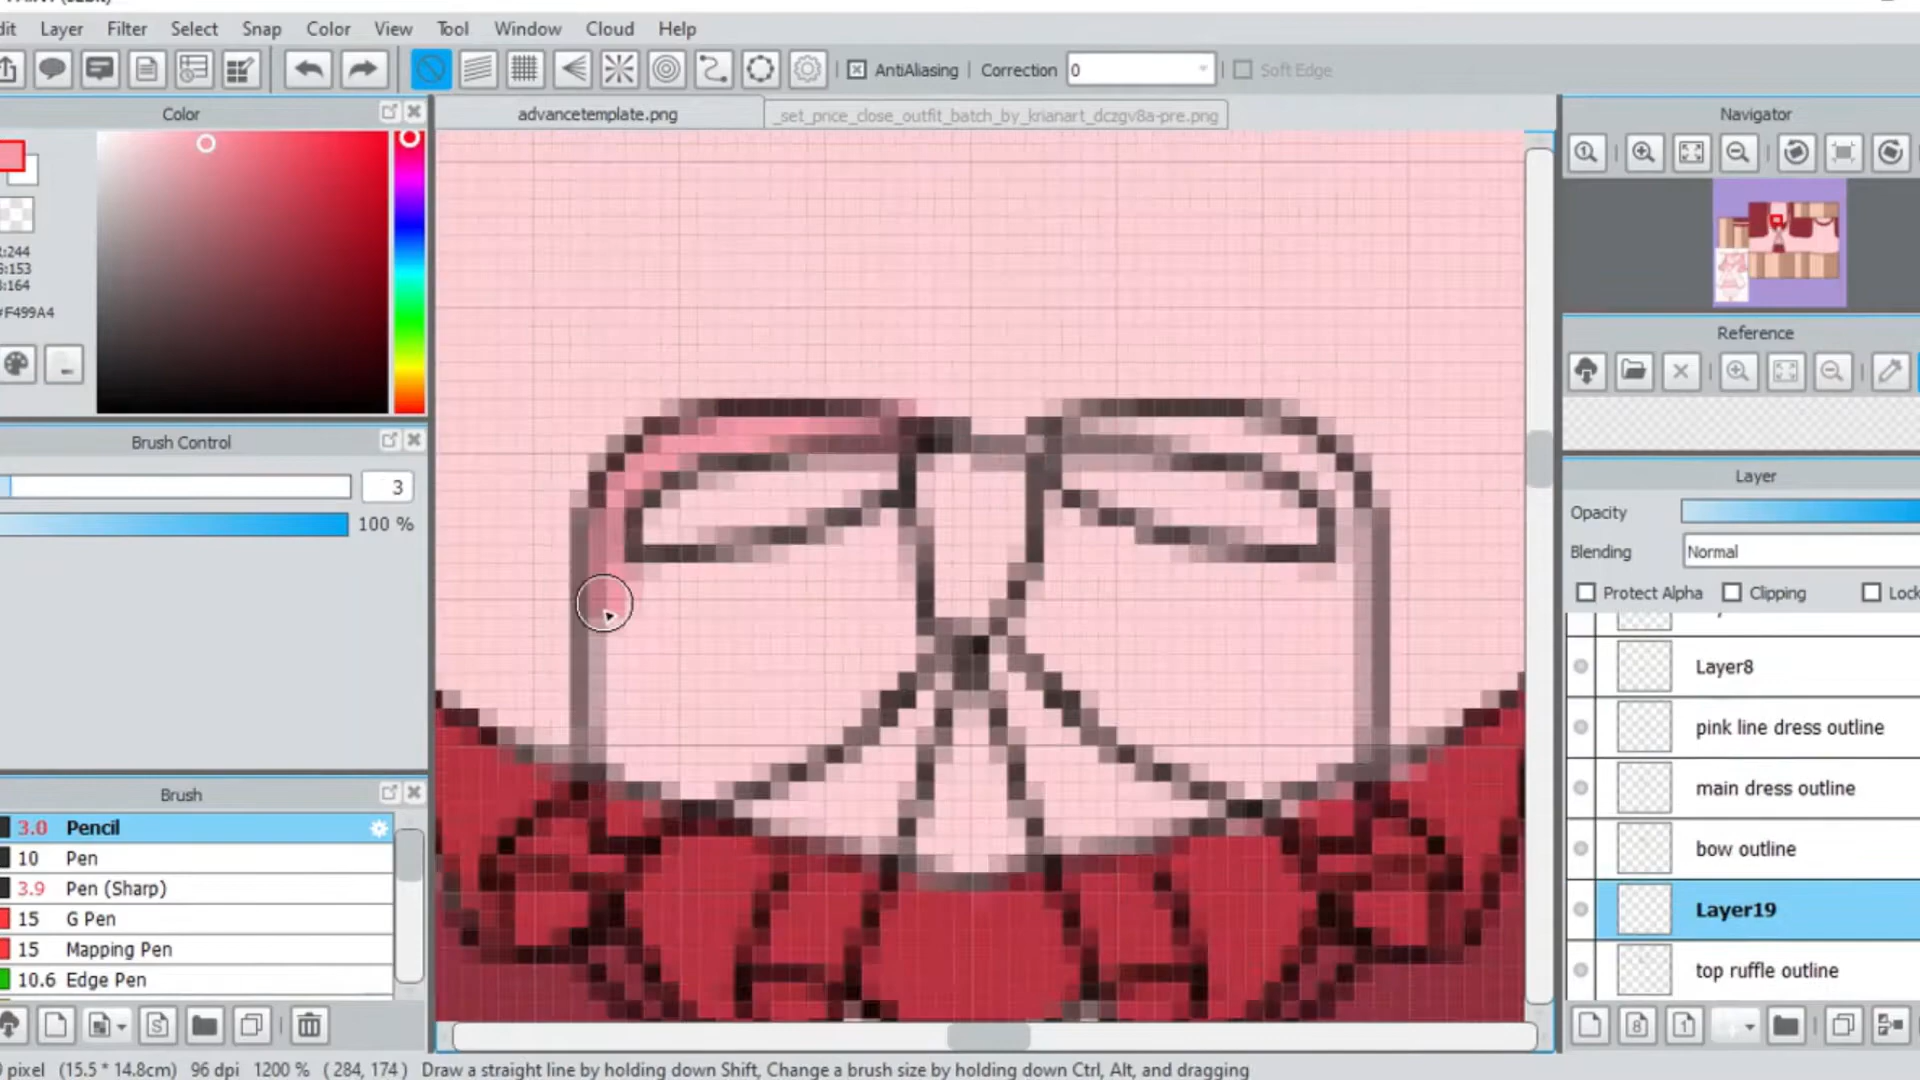 dit Layer Filter Select Snap Color View Tool Window Cloud Help
AntiAliasing Correction 0 Soft Edge
Color
advancetemplate.png
_set_price_close_outfit_batch_by_krianart_dczgv8a-pre.png
Navigator
:244
:153
:164
#F499A4
Brush Control
3
100 %
Reference
Layer
Opacity
Blending Normal
Protect Alpha Clipping Lock
Layer8
pink line dress outline
main dress outline
bow outline
Layer19
top ruffle outline
Brush
3.0 Pencil
10 Pen
3.9 Pen (Sharp)
15 G Pen
15 Mapping Pen
10.6 Edge Pen
pixel (15.5 * 14.8cm) 96 dpi 1200 % ( 284, 174 ) Draw a straight line by holding down Shift, Change a brush size by holding down Ctrl, Alt, and dragging